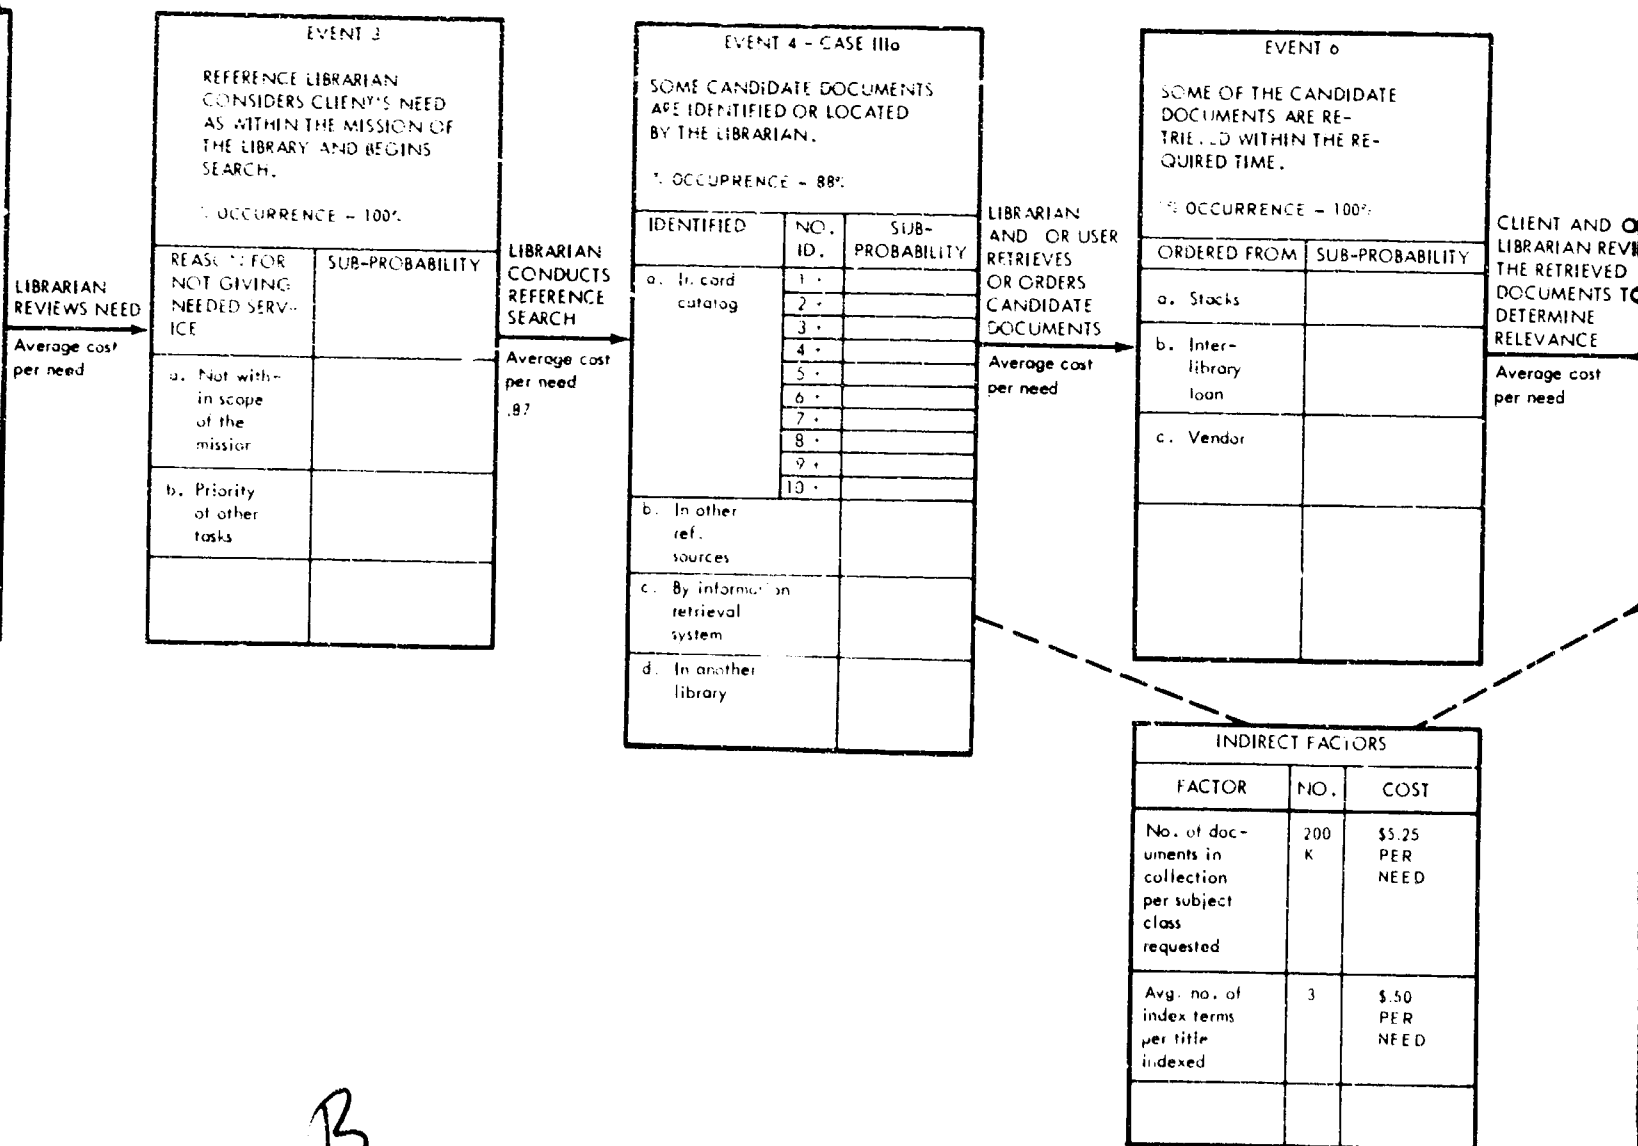 LIBRARIAN
REVIEWS NEED
Average cost
per need
EVENT 3
REFERENCE LIBRARIAN
CONSIDERS CLIENT'S NEED
AS WITHIN THE MISSION OF
THE LIBRARY AND BEGINS
SEARCH.
% OCCURRENCE – 100%
REASON FOR
NOT GIVING
NEEDED SERV-
ICE
SUB-PROBABILITY
a. Not with-
in scope
of the
mission
b. Priority
of other
tasks
LIBRARIAN
CONDUCTS
REFERENCE
SEARCH
Average cost
per need
.87
EVENT 4 – CASE IIIa
SOME CANDIDATE DOCUMENTS
ARE IDENTIFIED OR LOCATED
BY THE LIBRARIAN.
% OCCURRENCE – 88%
IDENTIFIED
NO.
ID.
SUB-
PROBABILITY
a. In card
catalog
1 +
2 +
3 +
4 +
5 +
6 +
7 +
8 +
9 +
10 +
b. In other
ref.
sources
c. By information
retrieval
system
d. In another
library
LIBRARIAN
AND OR USER
RETRIEVES
OR ORDERS
CANDIDATE
DOCUMENTS
Average cost
per need
EVENT 6
SOME OF THE CANDIDATE
DOCUMENTS ARE RE-
WITHIN THE RE-
QUIRED TIME.
% OCCURRENCE – 100%
ORDERED FROM
SUB-PROBABILITY
a. Stacks
b. Inter-
library
loan
c. Vendor
CLIENT AND
LIBRARIAN
THE RETRIEVED
DOCUMENTS TO
DETERMINE
RELEVANCE
Average cost
per need
INDIRECT FACTORS
FACTOR
NO.
COST
No. of doc-
uments in
collection
per subject
class
requested
200
K
$5.25
PER
NEED
Avg. no. of
index terms
per title
indexed
3
$.50
PER
NEED
B